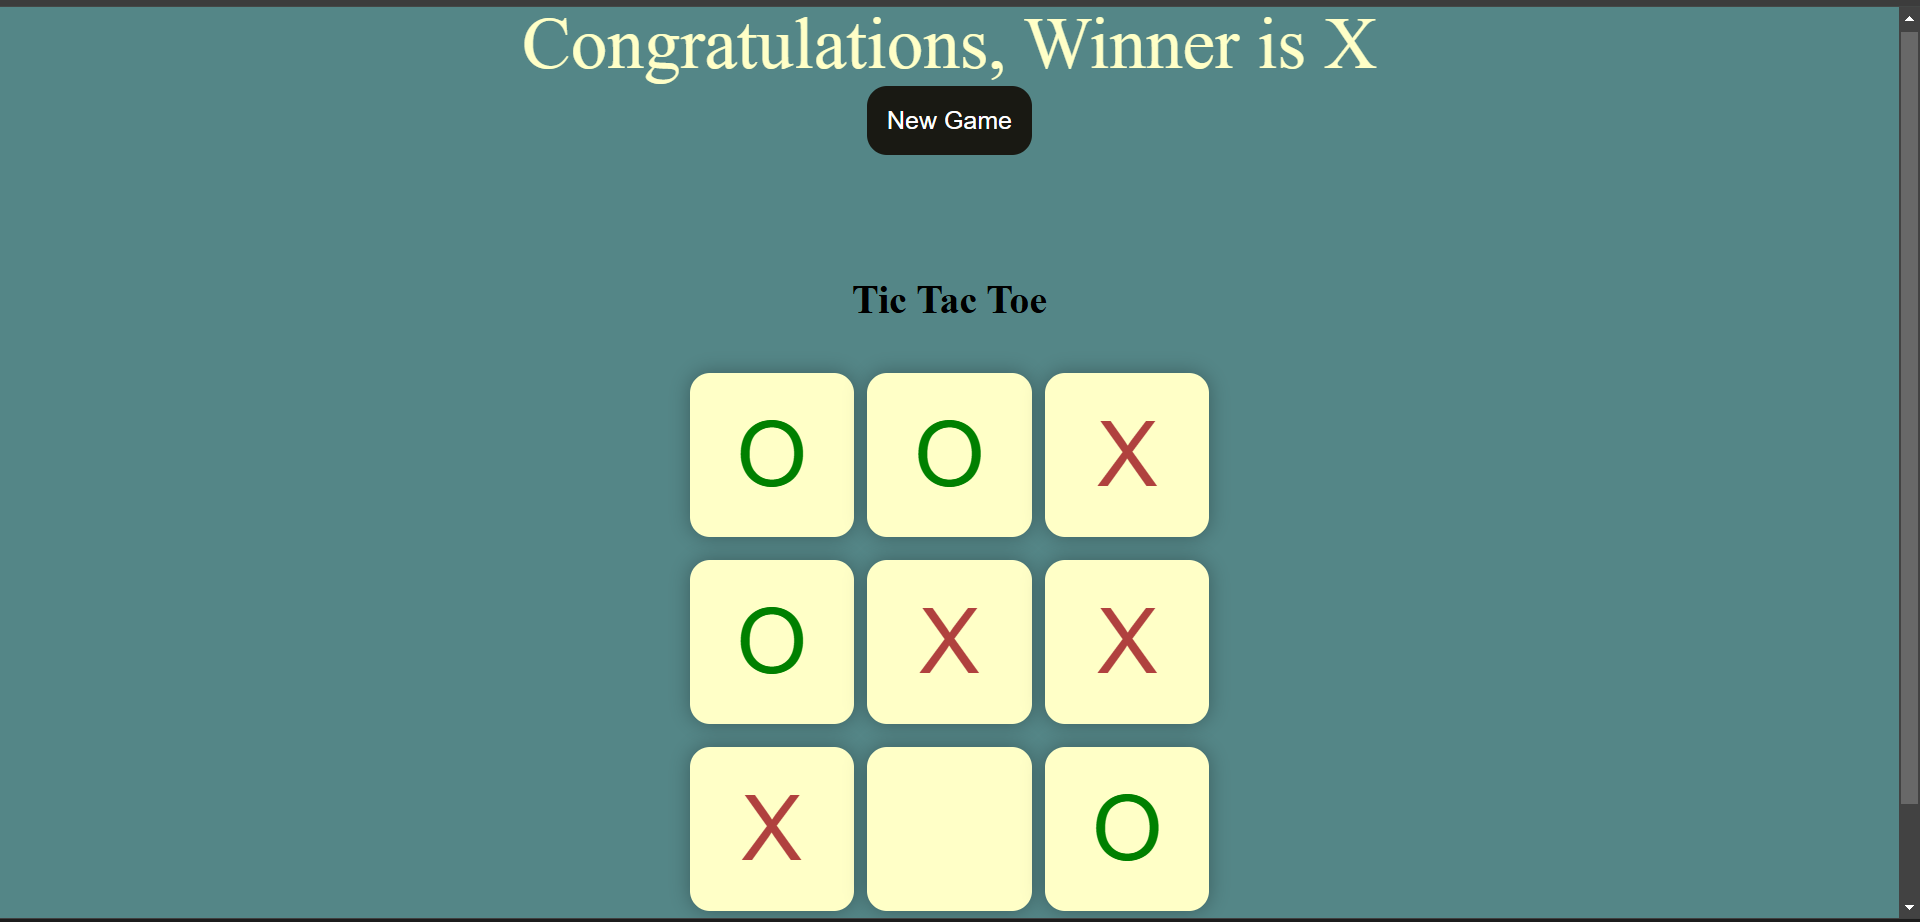 Congratulations, Winner is X
New Game
Tic Tac Toe
O O X
O X X
X O